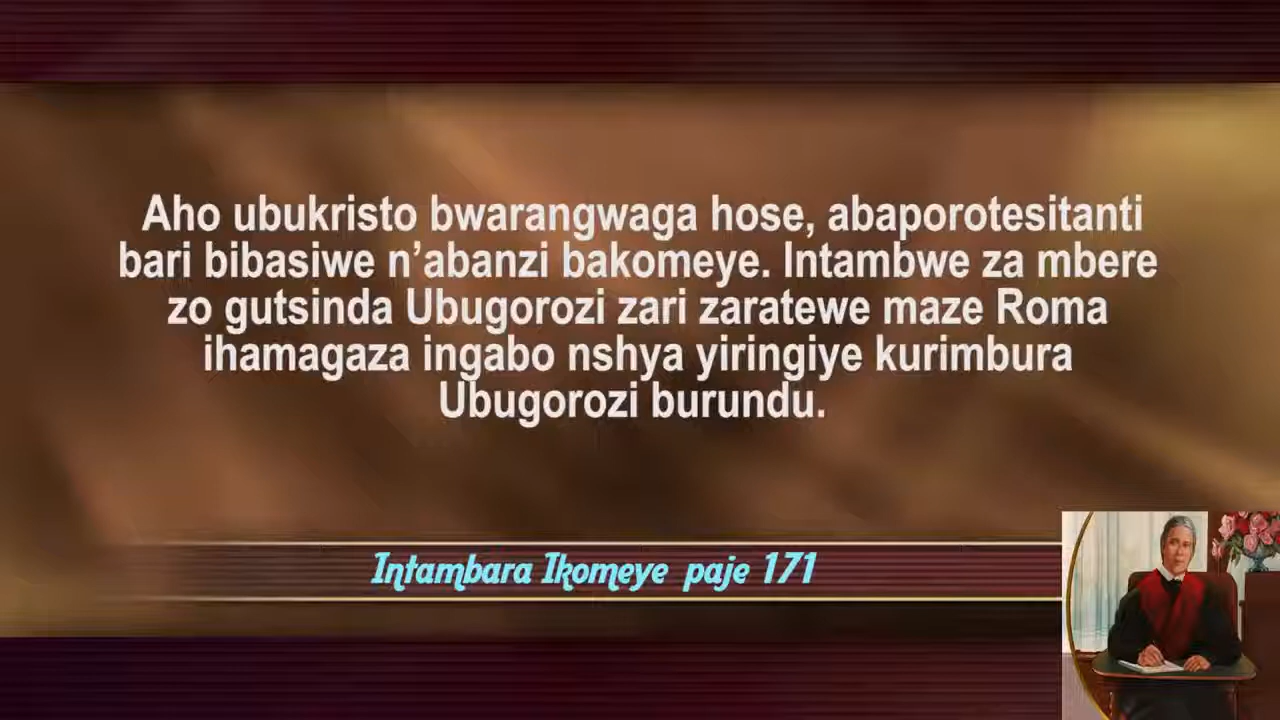 Aho ubukristo bwarangwaga hose, abaporotesitanti
bari bibasiwe n’abanzi bakomeye. Intambwe za mbere
zo gutsinda Ubugorozi zari zaratewe maze Roma
ihamagaza ingabo nshya yiringiye kurimbura
Ubugorozi burundu.
Intambara Ikomeye paje 171